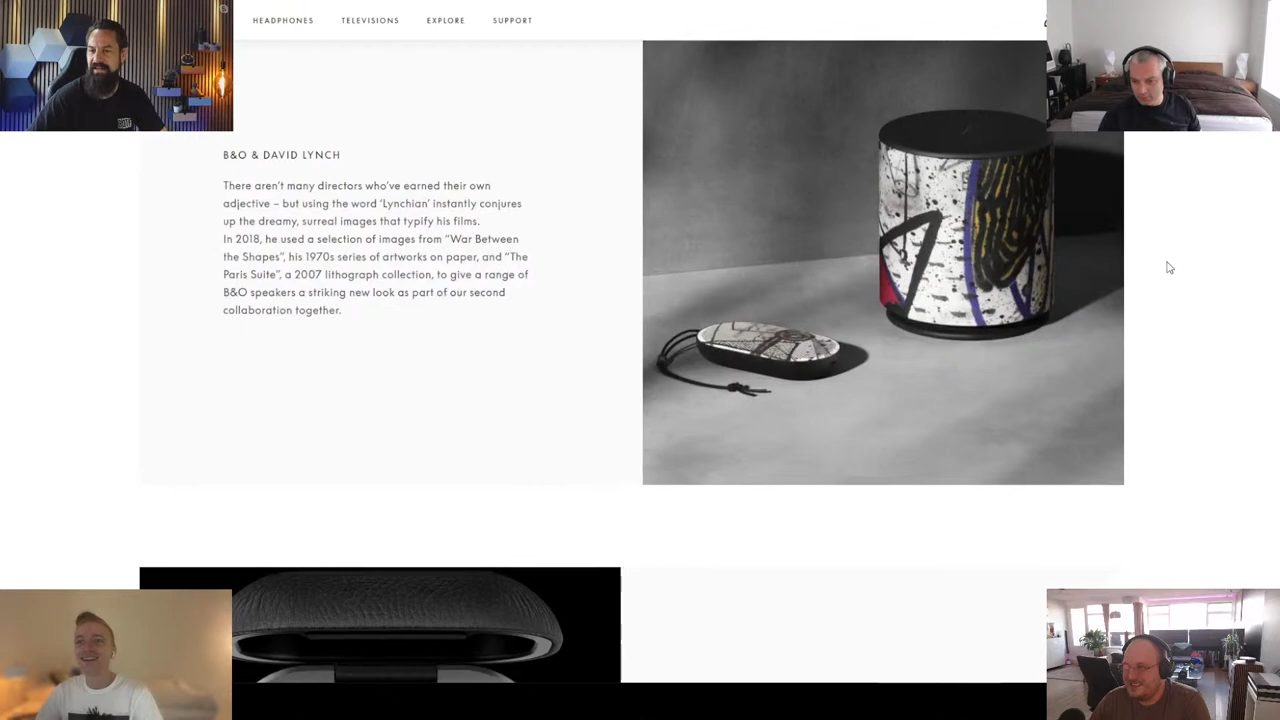 HEADPHONES TELEVISIONS EXPLORE SUPPORT
B&O & DAVID LYNCH
There aren't many directors who've earned their own
adjective – but using the word 'Lynchian' instantly conjures
up the dreamy, surreal images that typify his films.
In 2018, he used a selection of images from “War Between
the Shapes”, his 1970s series of artworks on paper, and “The
Paris Suite”, a 2007 lithograph collection, to give a range of
B&O speakers a striking new look as part of our second
collaboration together.